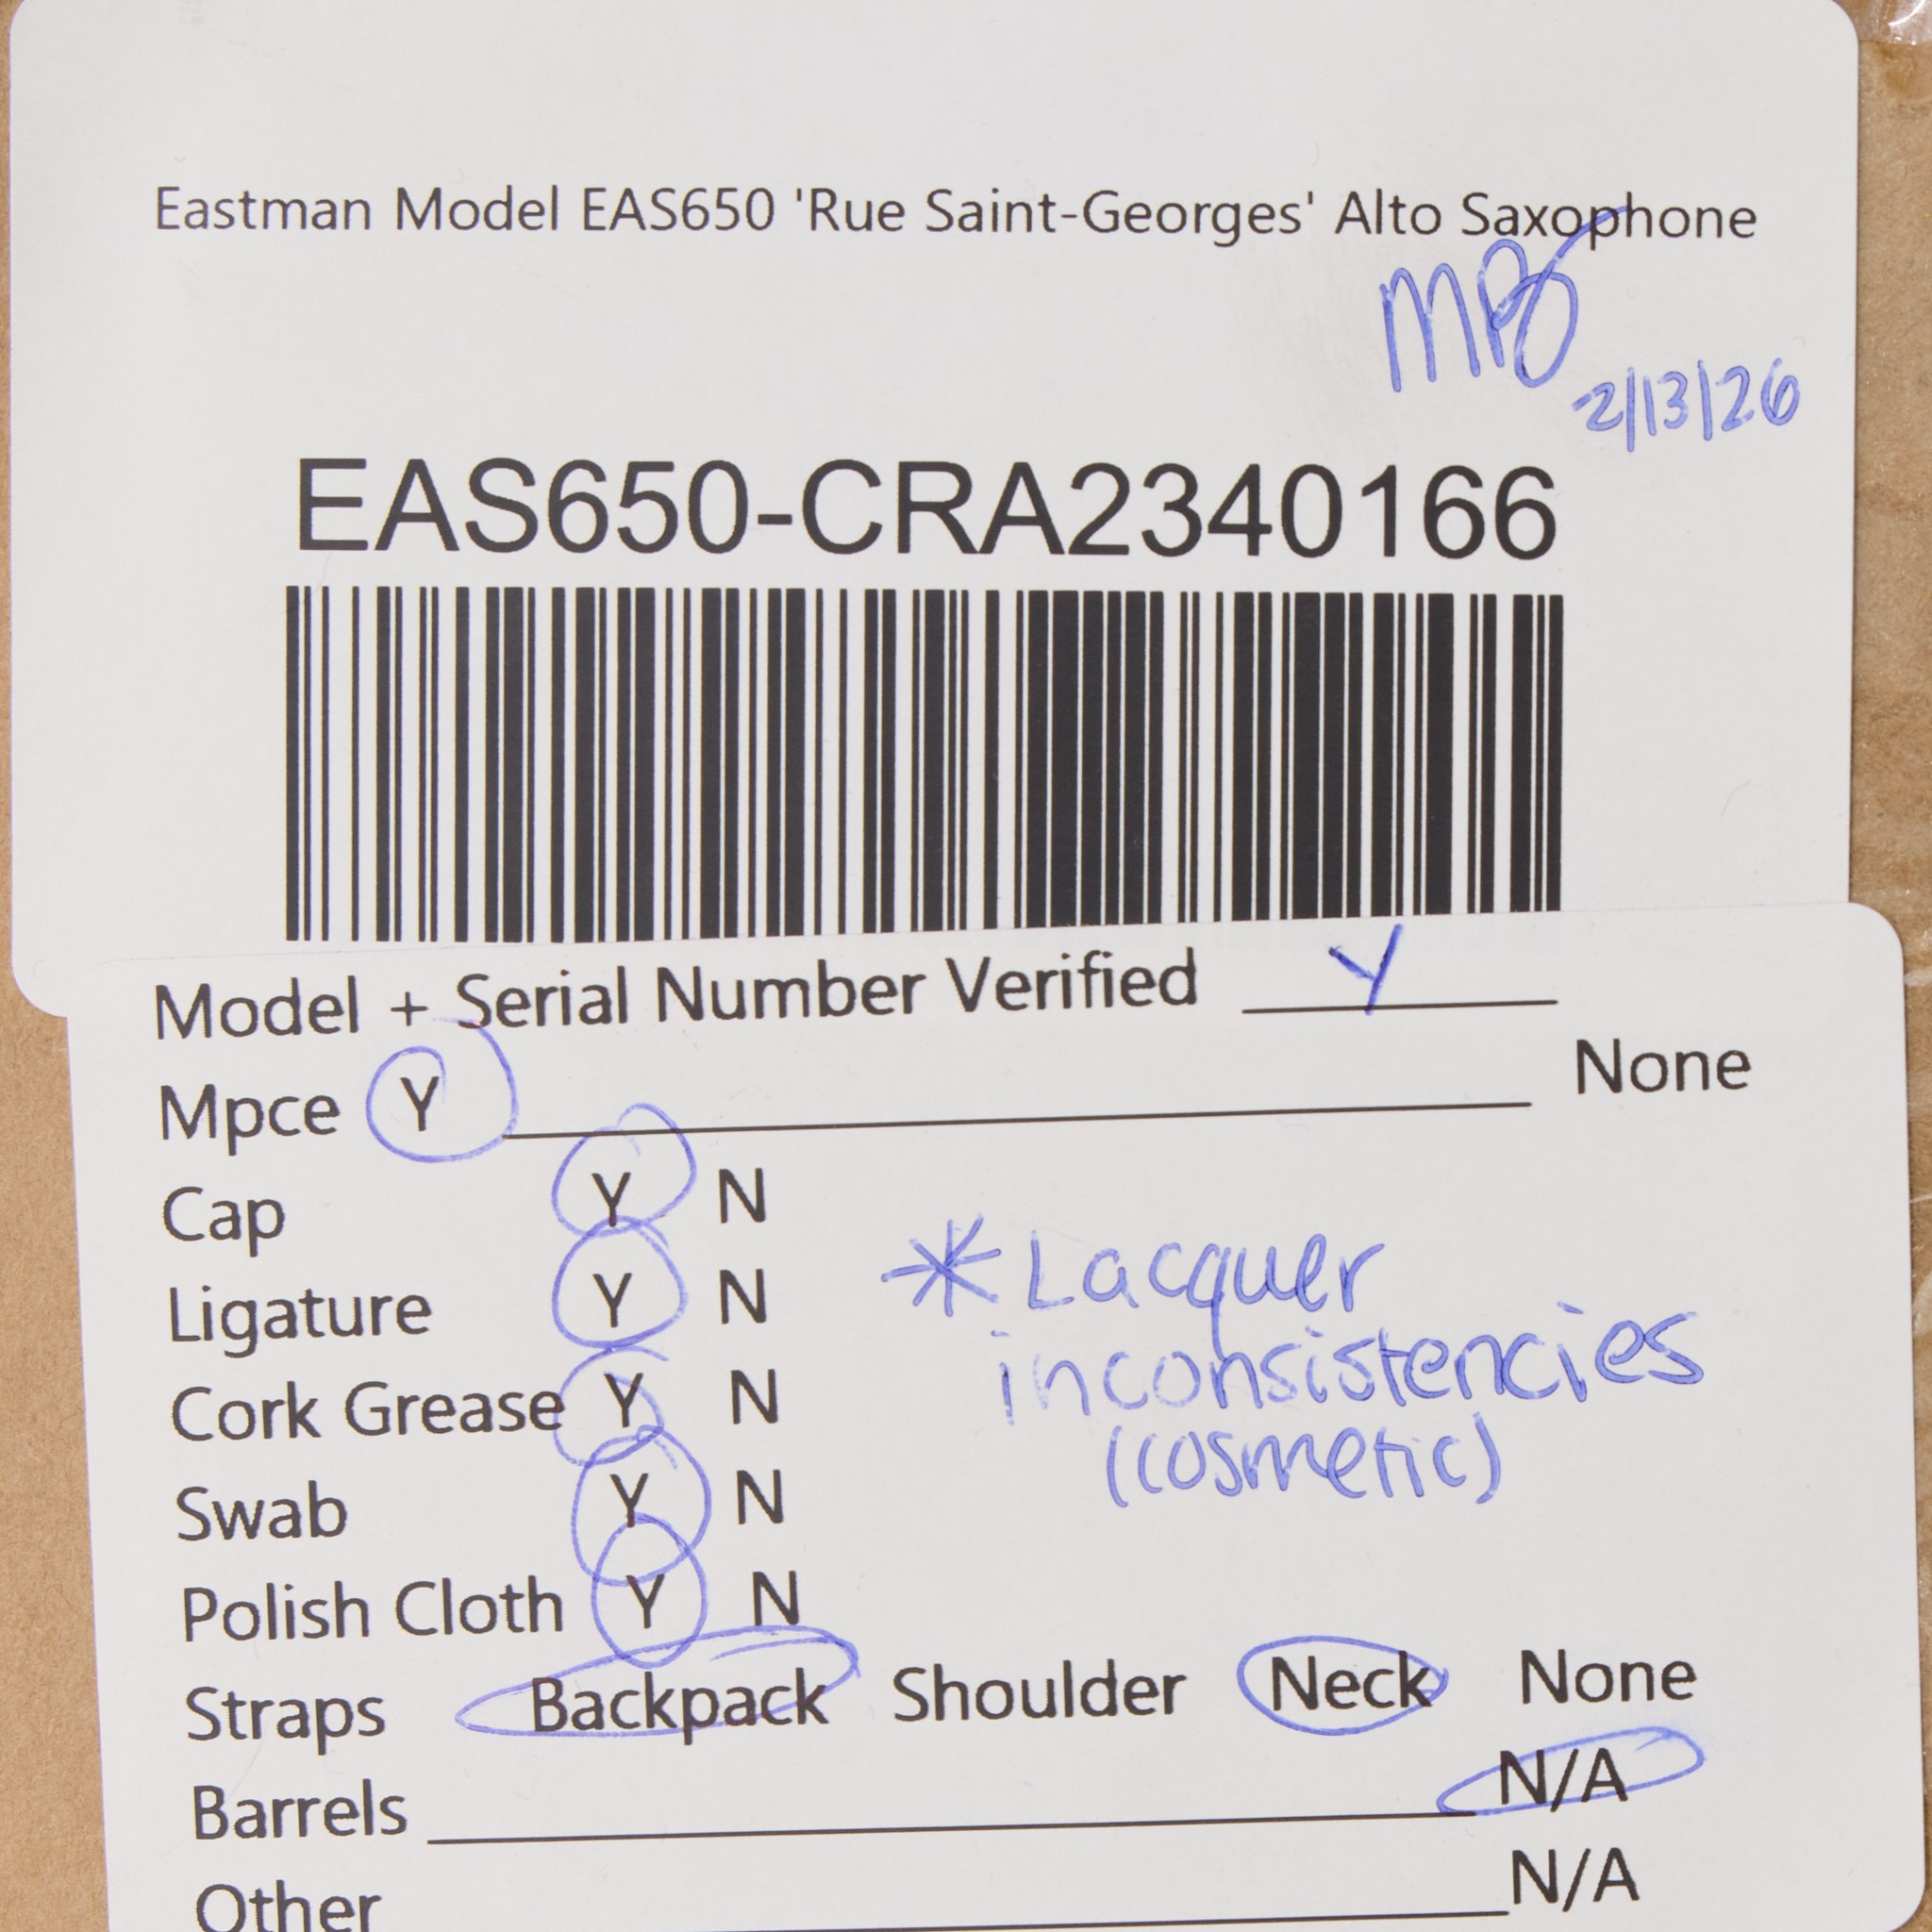 Eastman Model EAS650 'Rue Saint-Georges' Alto Saxophone
2/13/26
EAS650-CRA2340166
Model + Serial Number Verified Y
Mpce Y None
Cap Y N
Ligature Y N
*Lacquer
inconsistencies
(cosmetic)
Cork Grease Y N
Swab Y N
Polish Cloth Y N
Straps Backpack Shoulder Neck None
Barrels N/A
Other N/A